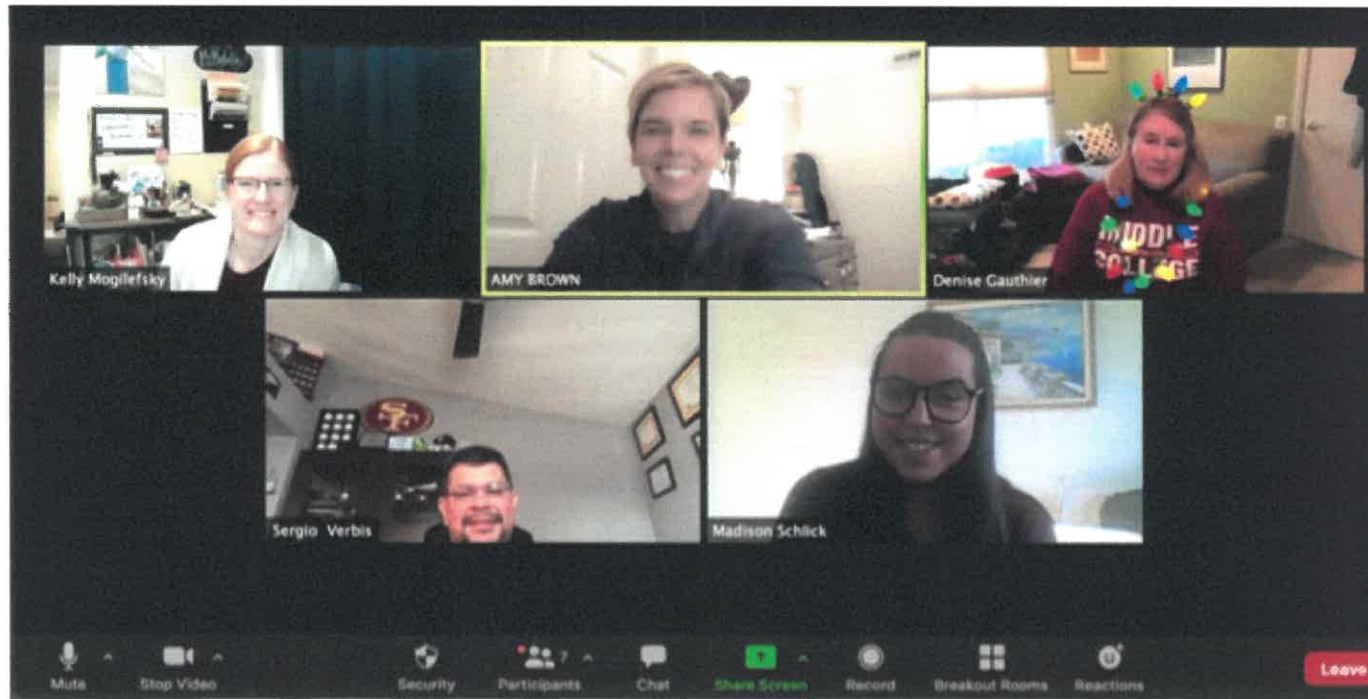 Kelly Mogilefsky
AMY BROWN
Denise Gauthier
MIDDLE
COLLEGE
SF
Sergio Verbis
Madison Schlick
Mute
Stop Video
Security
7
Participants
Chat
Share Screen
Record
Breakout Rooms
Reactions
Leave